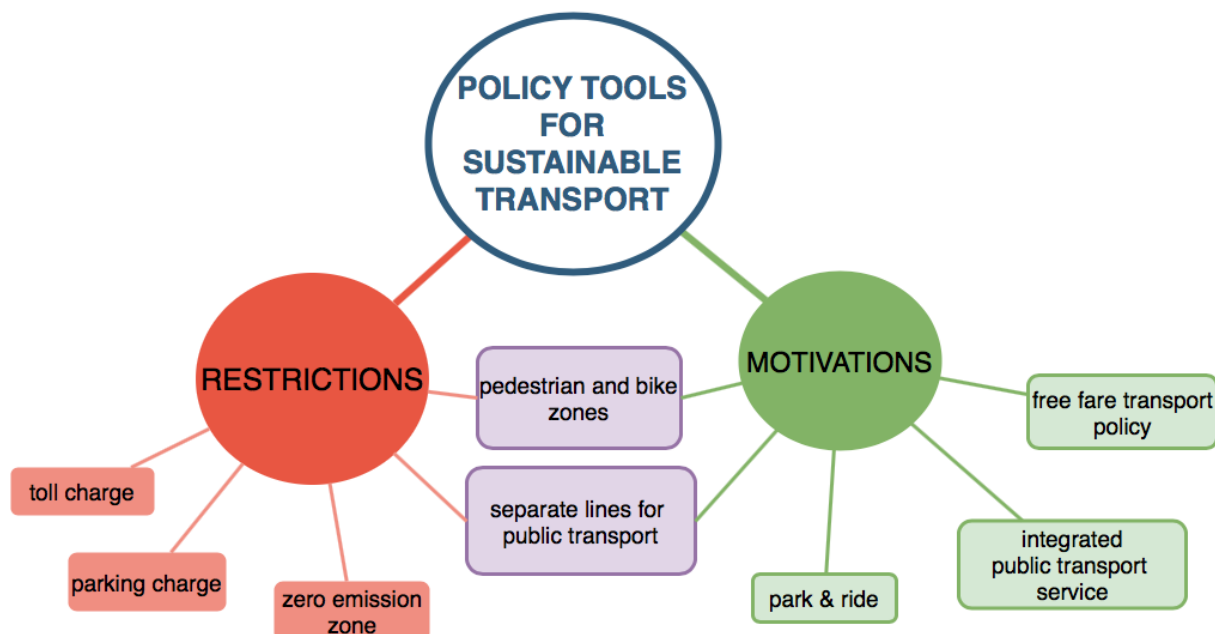 POLICY TOOLS
FOR
SUSTAINABLE
TRANSPORT
RESTRICTIONS
MOTIVATIONS
pedestrian and bike
zones
free fare transport
policy
toll charge
separate lines for
public transport
integrated
public transport
service
parking charge
zero emission
zone
park & ride